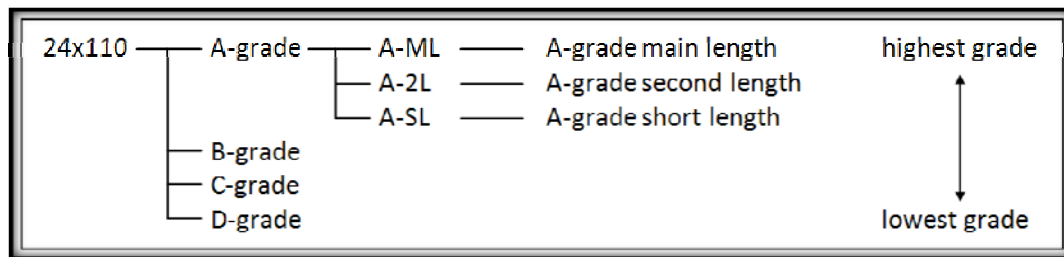 24x110 A-grade A-ML A-grade main length highest grade
A-2L A-grade second length
A-SL A-grade short length
B-grade
C-grade
D-grade lowest grade